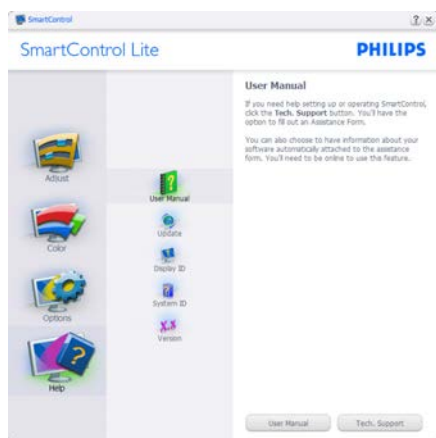 SmartControl
SmartControl Lite
PHILIPS
Adjust
Color
Options
Help
User Manual
Update
Display ID
System ID
X.x
Version
User Manual
If you need help setting up or operating SmartControl,
click the Tech. Support button. You'll have the
option to fill out an Assistance Form.
You can also choose to have information about your
software automatically attached to the assistance
form. You'll need to be online to use this feature.
User Manual
Tech. Support